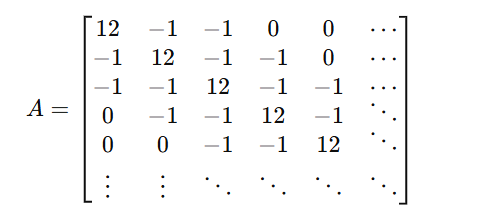 12 −1 −1 0 0 ⋯
−1 12 −1 −1 0 ⋯
−1 −1 12 −1 −1 ⋯
A = 0 −1 −1 12 −1 ⋱
0 0 −1 −1 12 ⋱
⋮ ⋮ ⋱ ⋱ ⋱ ⋱